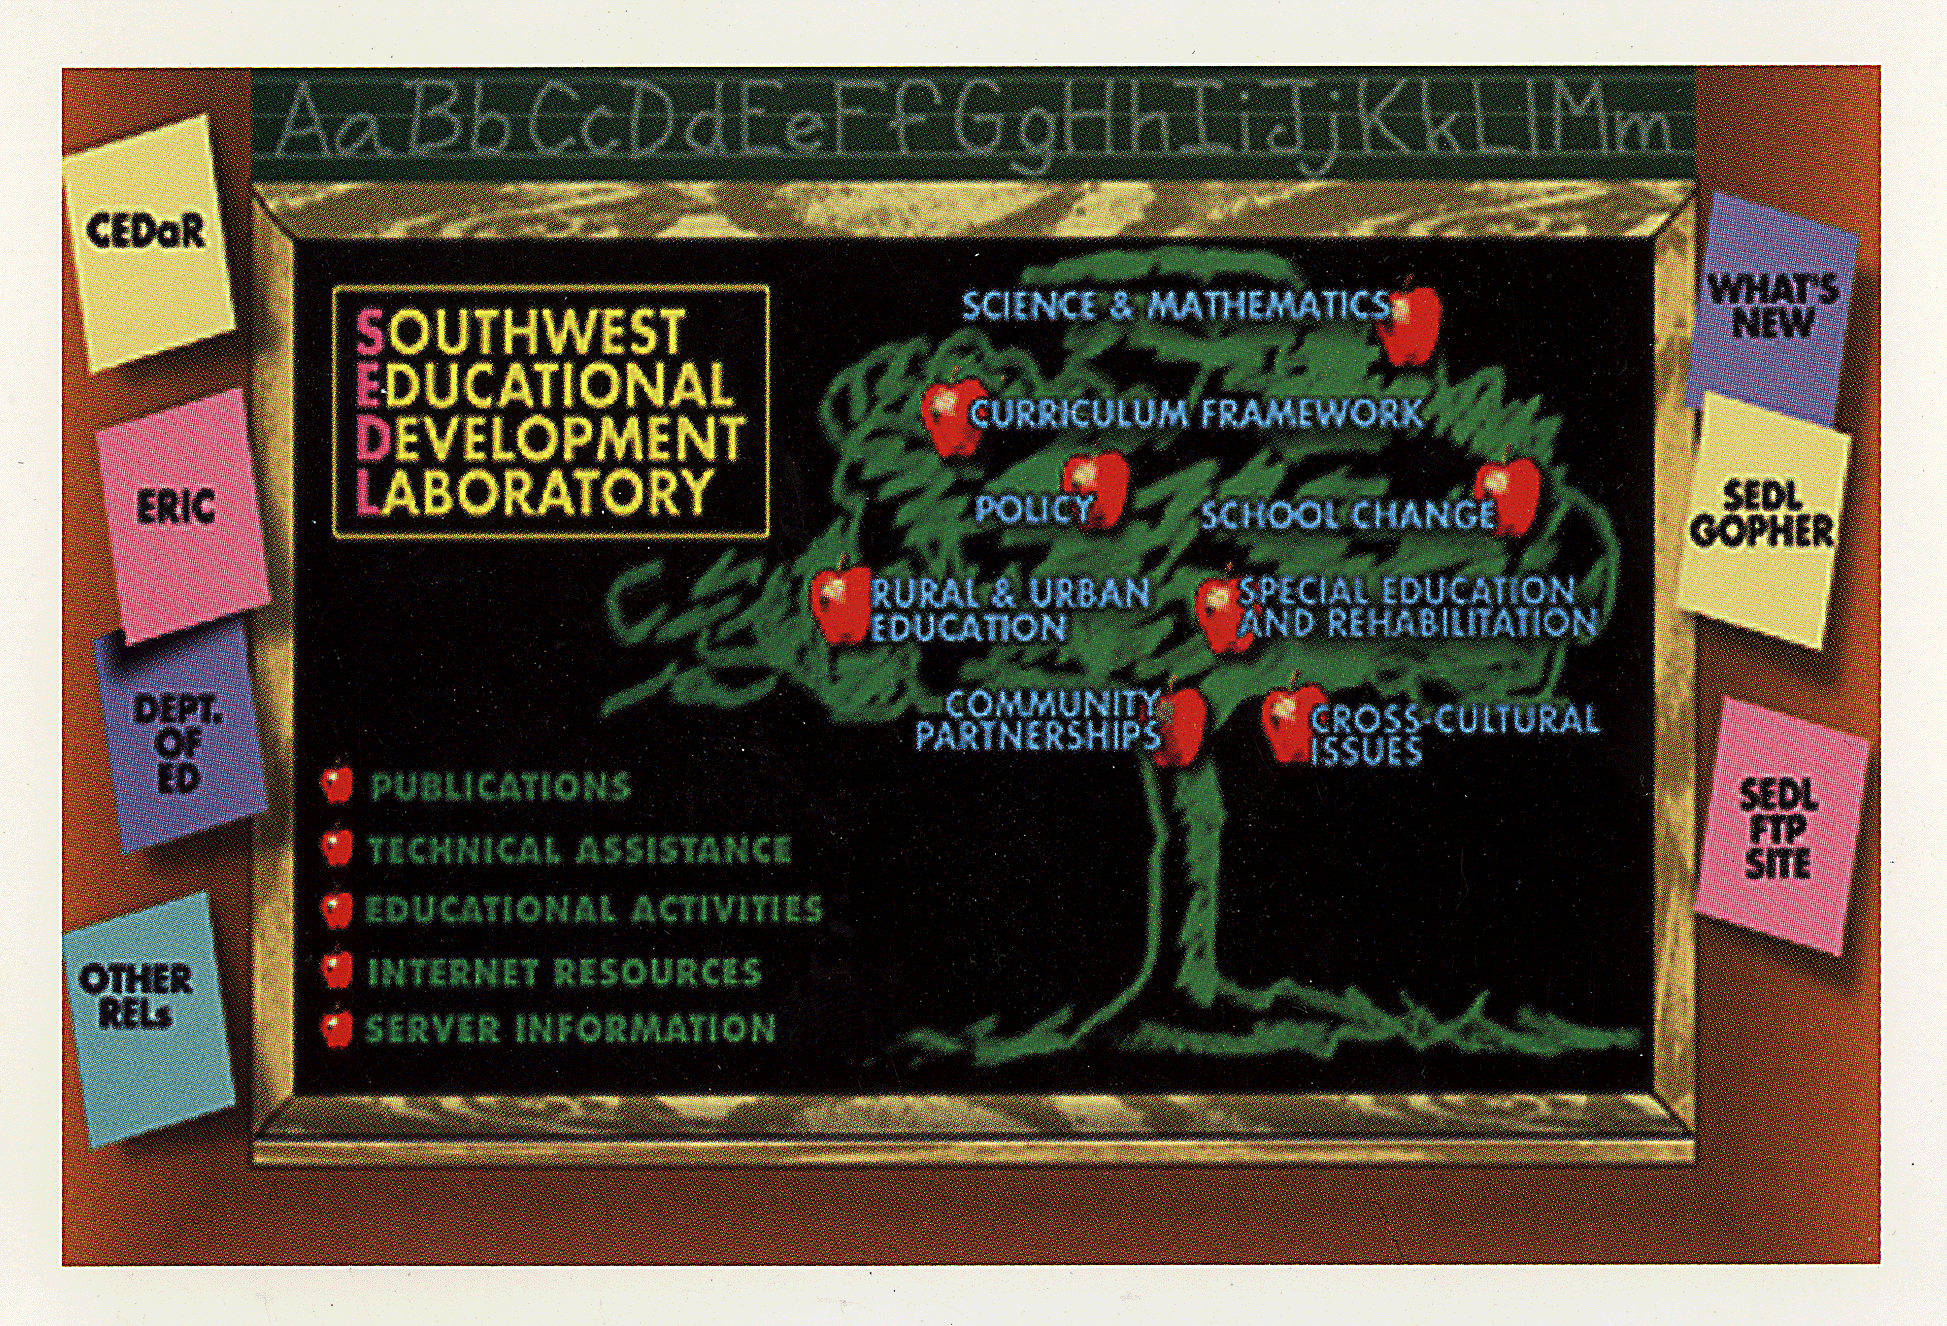 Aa Bb Cc Dd Ee Ff Gg Hh Ii Jj Kk Ll Mm
CEDaR
ERIC
DEPT.
OF
ED
OTHER
RELs
SOUTHWEST
EDUCATIONAL
DEVELOPMENT
LABORATORY
SCIENCE & MATHEMATICS
CURRICULUM FRAMEWORK
POLICY
SCHOOL CHANGE
RURAL & URBAN
EDUCATION
SPECIAL EDUCATION
AND REHABILITATION
COMMUNITY
PARTNERSHIPS
CROSS-CULTURAL
ISSUES
PUBLICATIONS
TECHNICAL ASSISTANCE
EDUCATIONAL ACTIVITIES
INTERNET RESOURCES
SERVER INFORMATION
WHAT'S
NEW
SEDL
GOPHER
SEDL
FTP
SITE